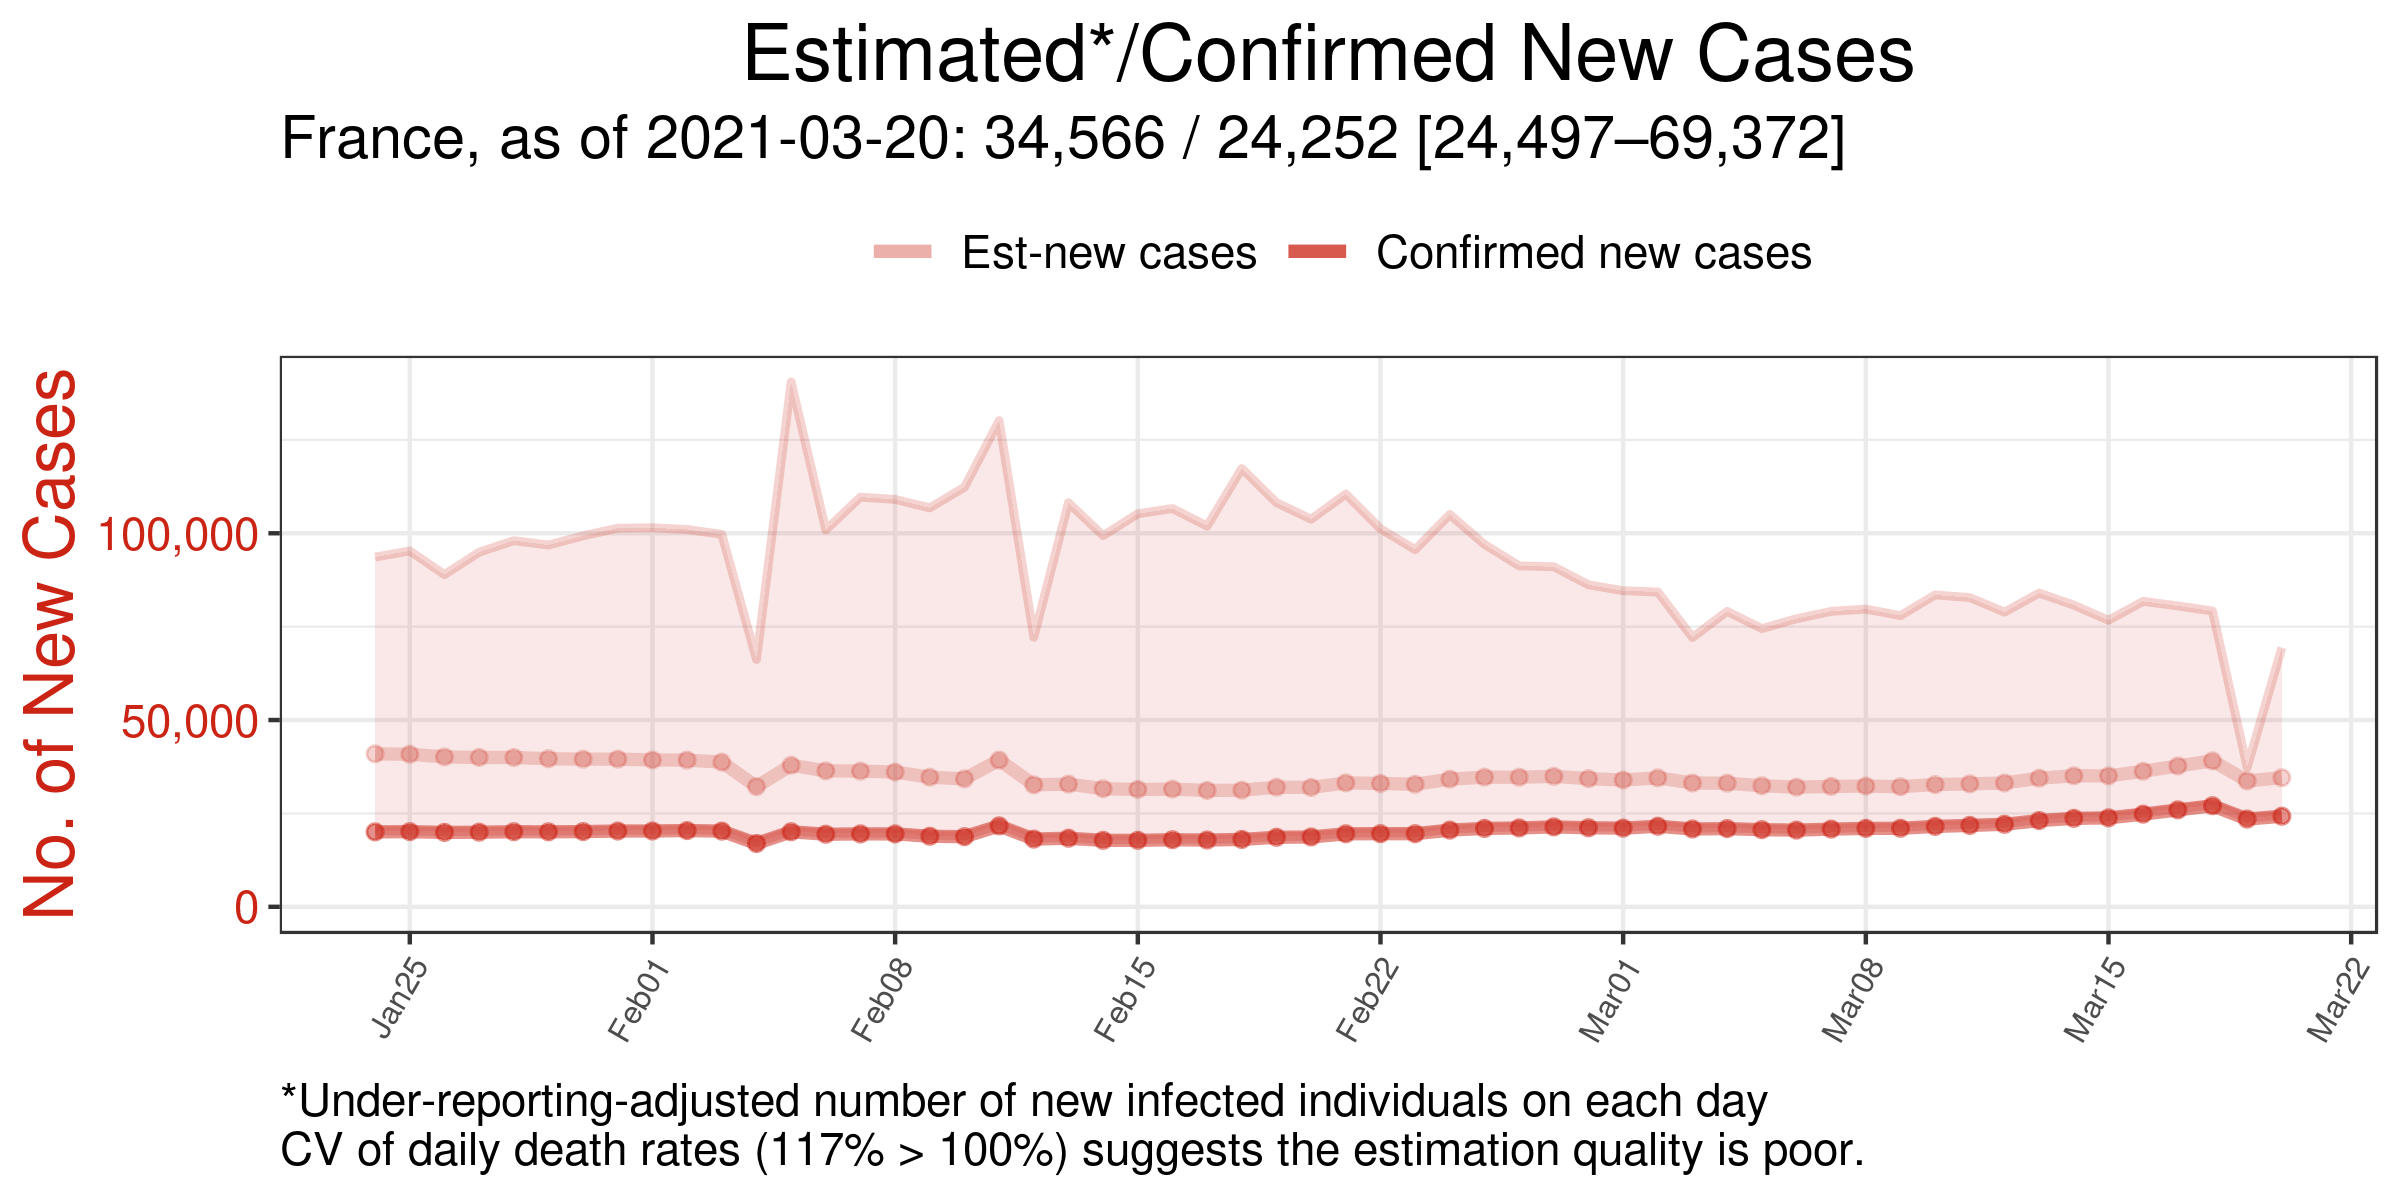 Estimated*/Confirmed New Cases
France, as of 2021-03-20: 34,566 / 24,252 [24,497–69,372]
Est-new cases
Confirmed new cases
No. of New Cases
100,000
50,000
0
Jan25
Feb01
Feb08
Feb15
Feb22
Mar01
Mar08
Mar15
Mar22
*Under-reporting-adjusted number of new infected individuals on each day
CV of daily death rates (117% > 100%) suggests the estimation quality is poor.